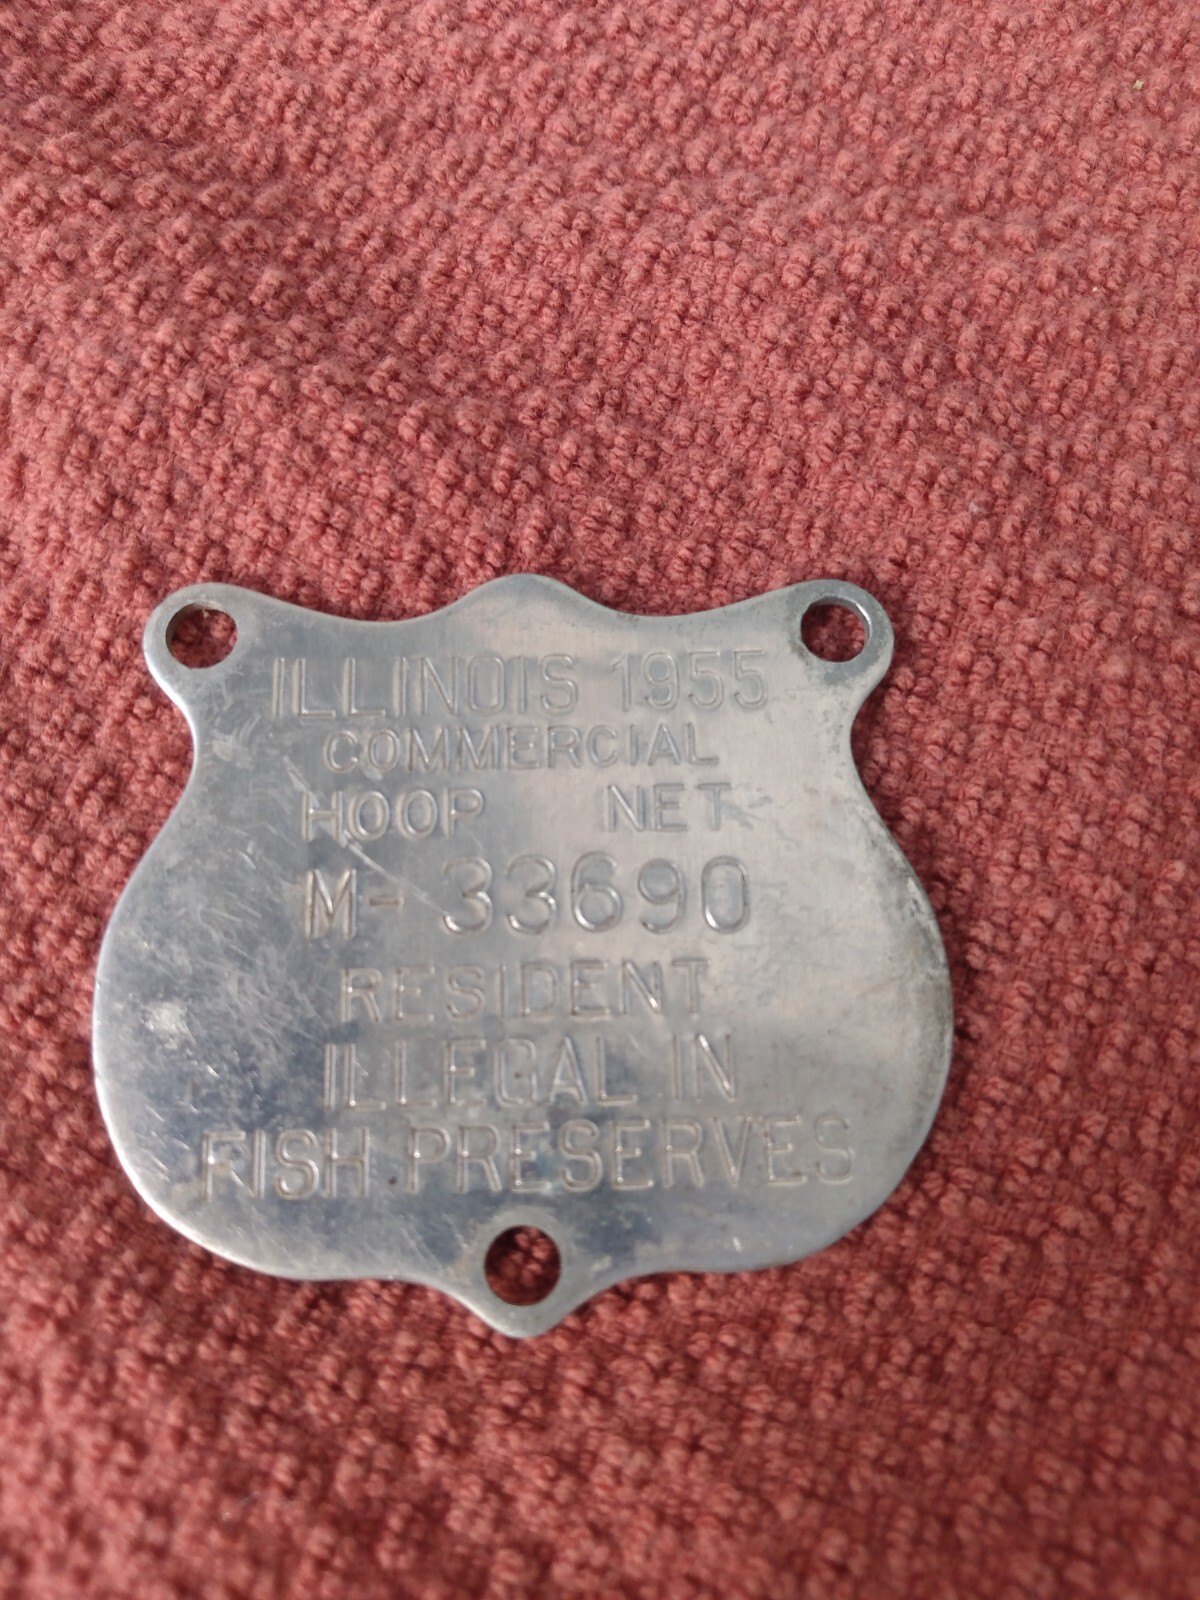 ILLINOIS 1955
COMMERCIAL
HOOP NET
M- 33690
RESIDENT
ILLEGAL IN
FISH PRESERVES